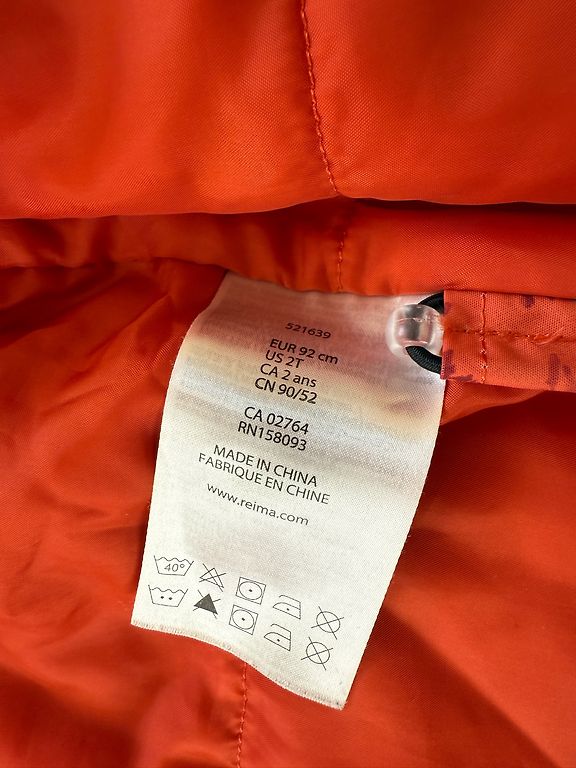 521639
EUR 92 cm
US 2T
CA 2 ans
CN 90/52
CA 02764
RN158093
MADE IN CHINA
FABRIQUE EN CHINE
www.reima.com
40°